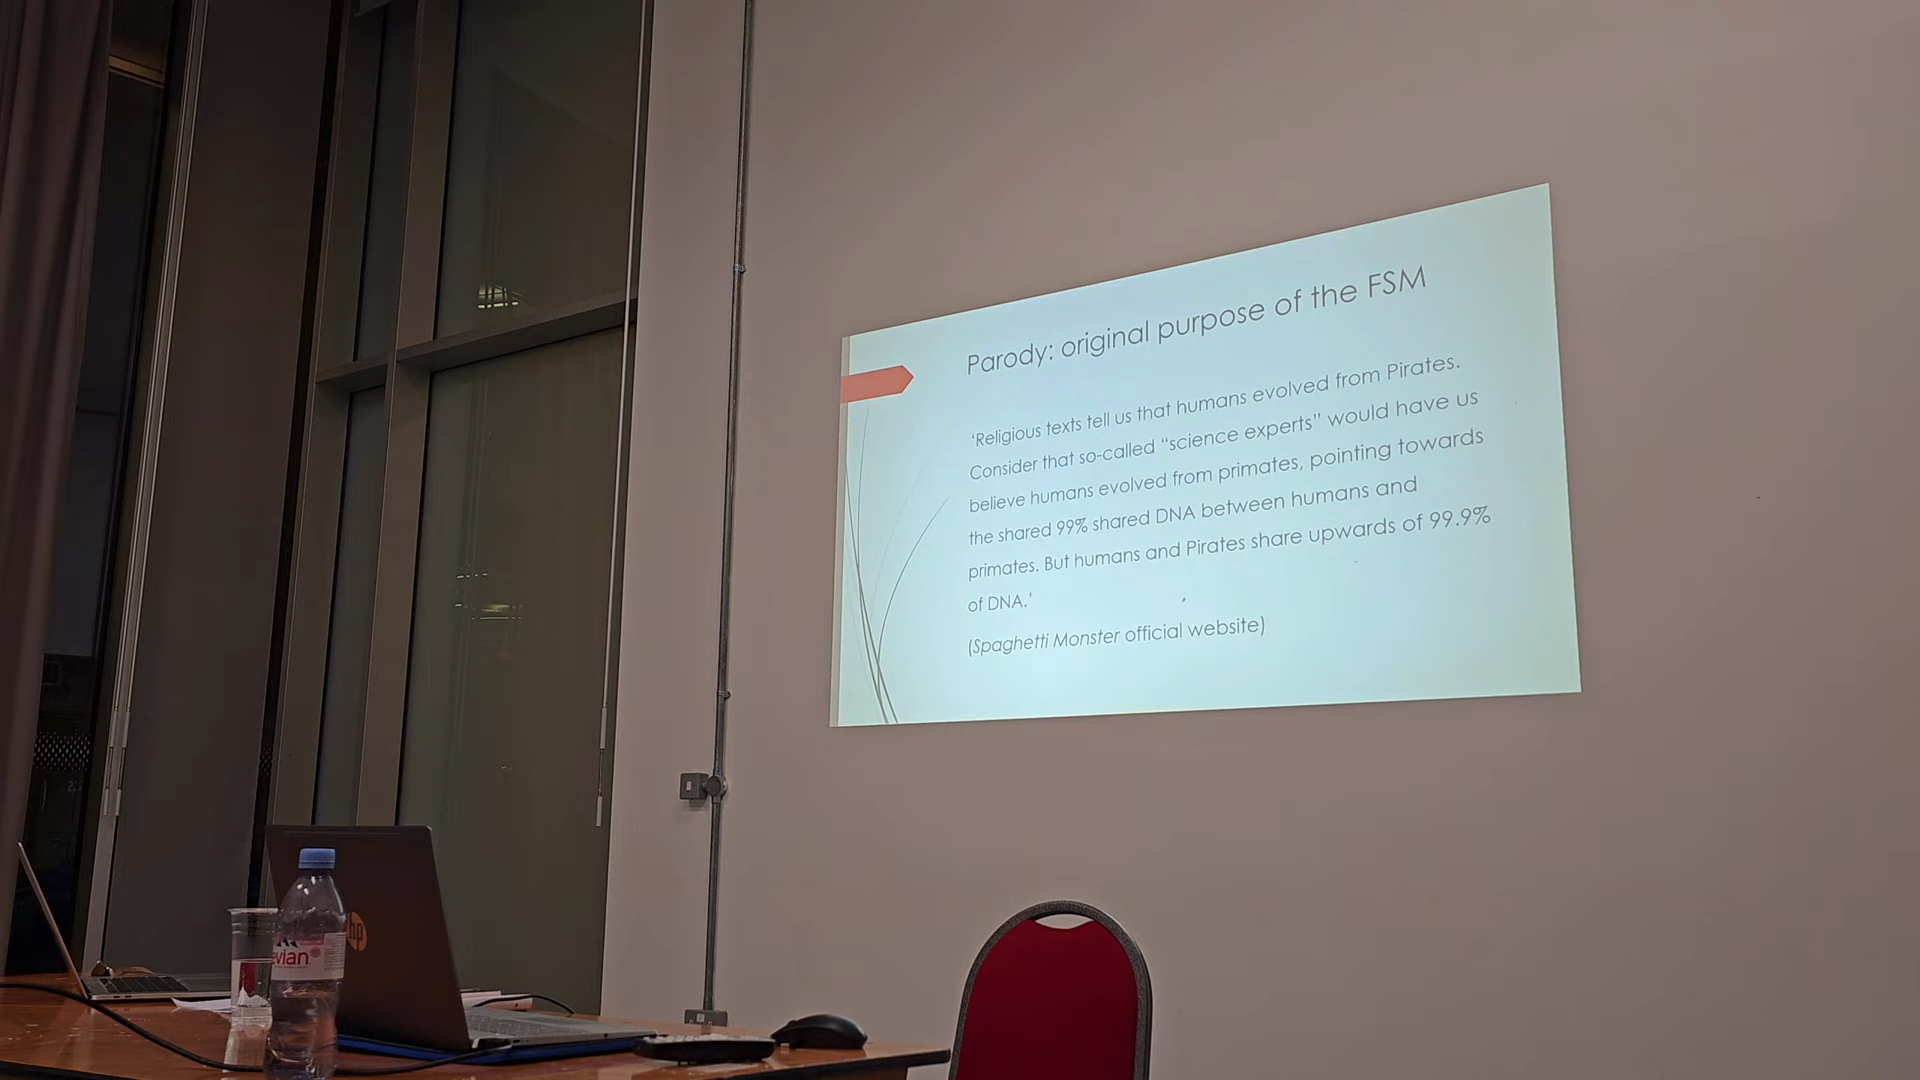 Parody: original purpose of the FSM
‘Religious texts tell us that humans evolved from Pirates.
Consider that so-called “science experts” would have us
believe humans evolved from primates, pointing towards
the shared 99% shared DNA between humans and
primates. But humans and Pirates share upwards of 99.9%
of DNA.’
(Spaghetti Monster official website)
hp
evian